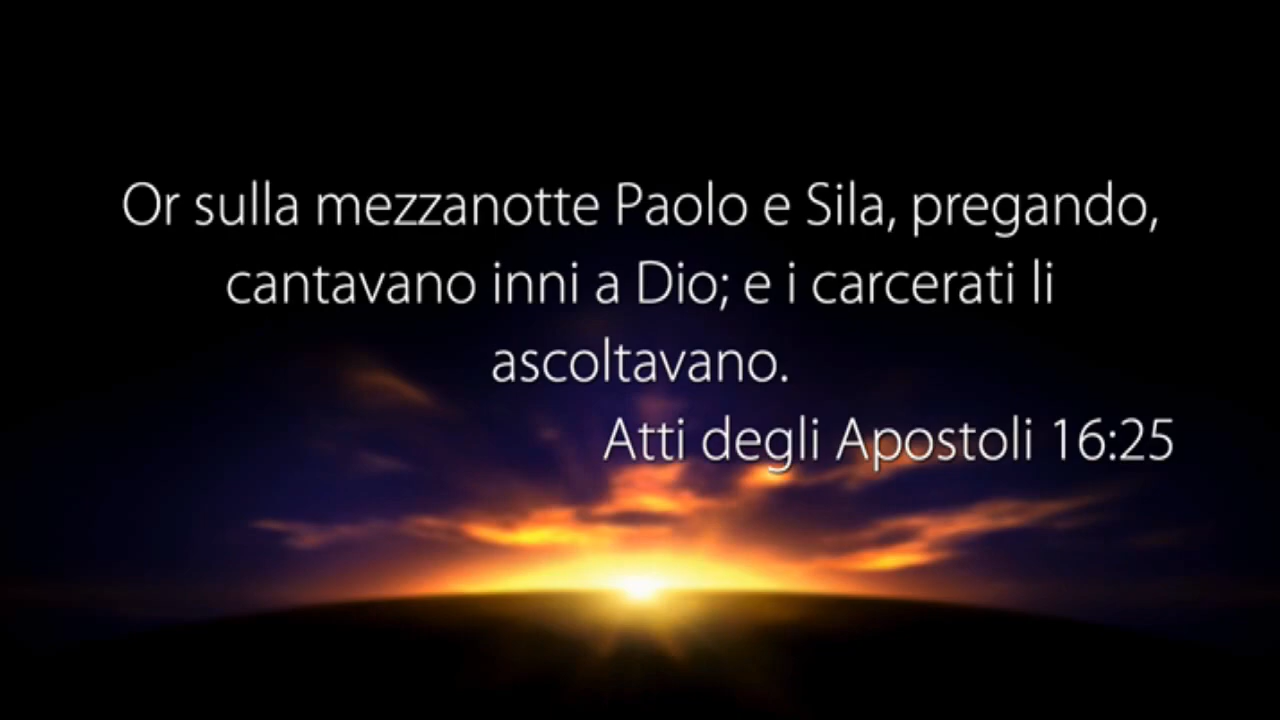 Or sulla mezzanotte Paolo e Sila, pregando,
cantavano inni a Dio; e i carcerati li
ascoltavano.
Atti degli Apostoli 16:25